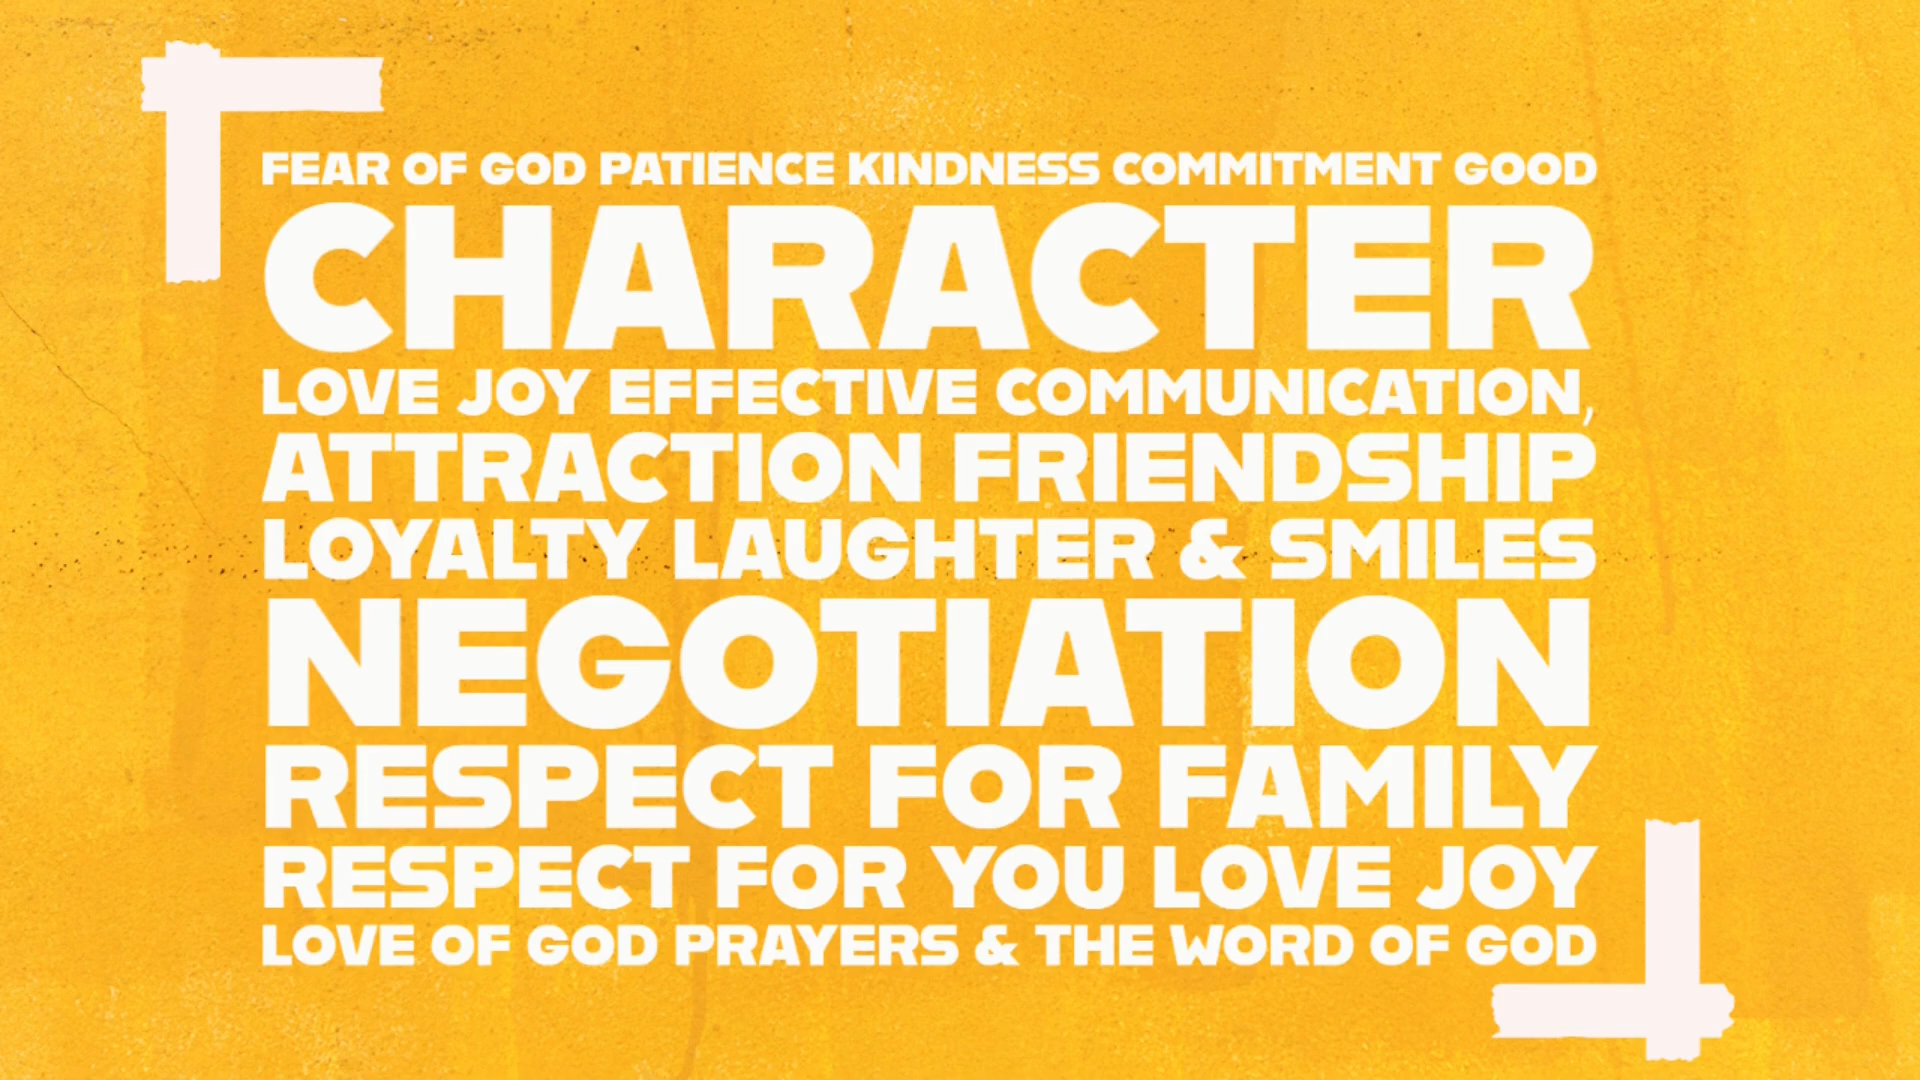 FEAR OF GOD PATIENCE KINDNESS COMMITMENT GOOD
CHARACTER
LOVE JOY EFFECTIVE COMMUNICATION,
ATTRACTION FRIENDSHIP
LOYALTY LAUGHTER & SMILES
NEGOTIATION
RESPECT FOR FAMILY
RESPECT FOR YOU LOVE JOY
LOVE OF GOD PRAYERS & THE WORD OF GOD